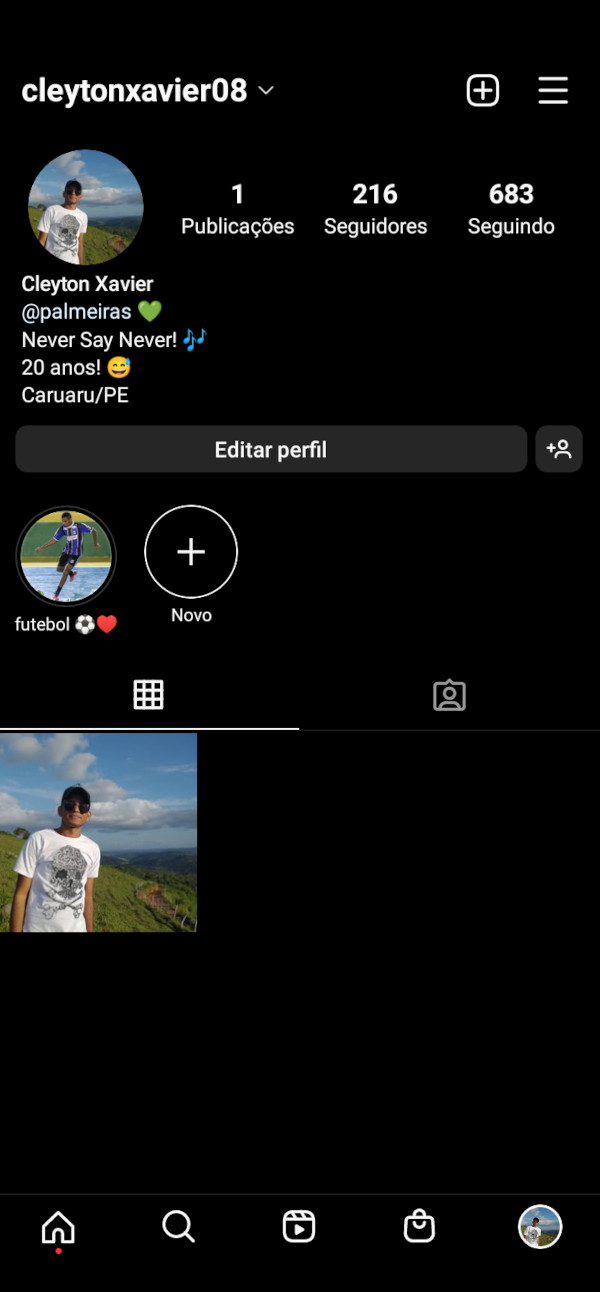 cleytonxavier08
1 216 683
Publicações Seguidores Seguindo
Cleyton Xavier
@palmeiras 💚
Never Say Never! 🎶
20 anos! 😅
Caruaru/PE
Editar perfil
futebol ⚽♥️ Novo